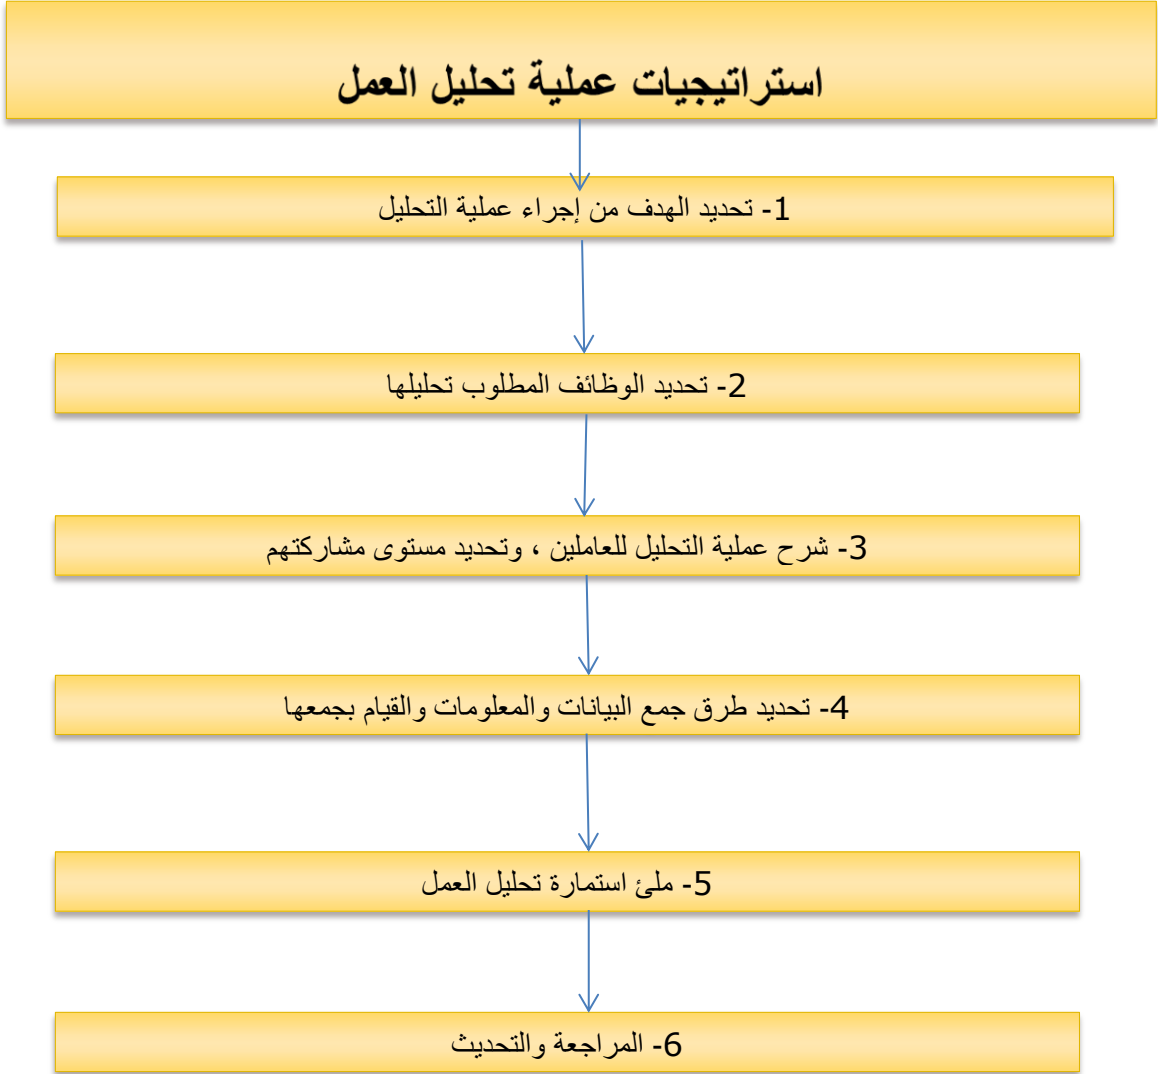 استراتيجيات عملية تحليل العمل
1- تحديد الهدف من إجراء عملية التحليل
2- تحديد الوظائف المطلوب تحليلها
3- شرح عملية التحليل للعاملين ، وتحديد مستوى مشاركتهم
4- تحديد طرق جمع البيانات والمعلومات والقيام بجمعها
5- ملئ استمارة تحليل العمل
6- المراجعة والتحديث